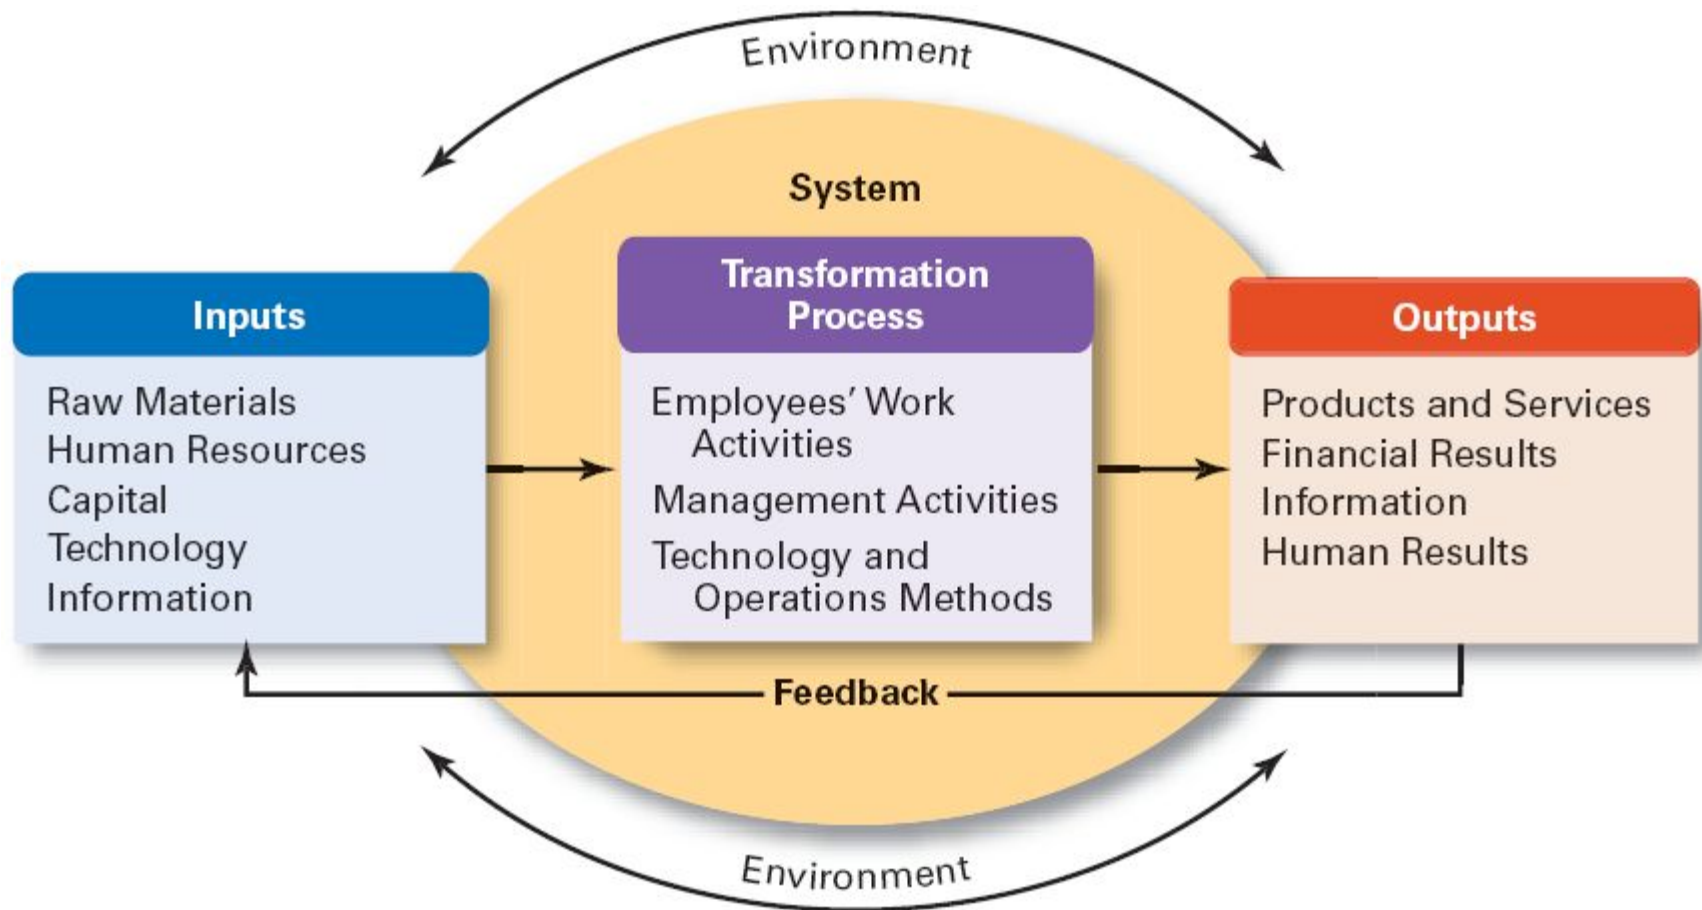 Environment
System
Inputs
Raw Materials
Human Resources
Capital
Technology
Information
Transformation
Process
Employees’ Work
Activities
Management Activities
Technology and
Operations Methods
Outputs
Products and Services
Financial Results
Information
Human Results
Feedback
Environment